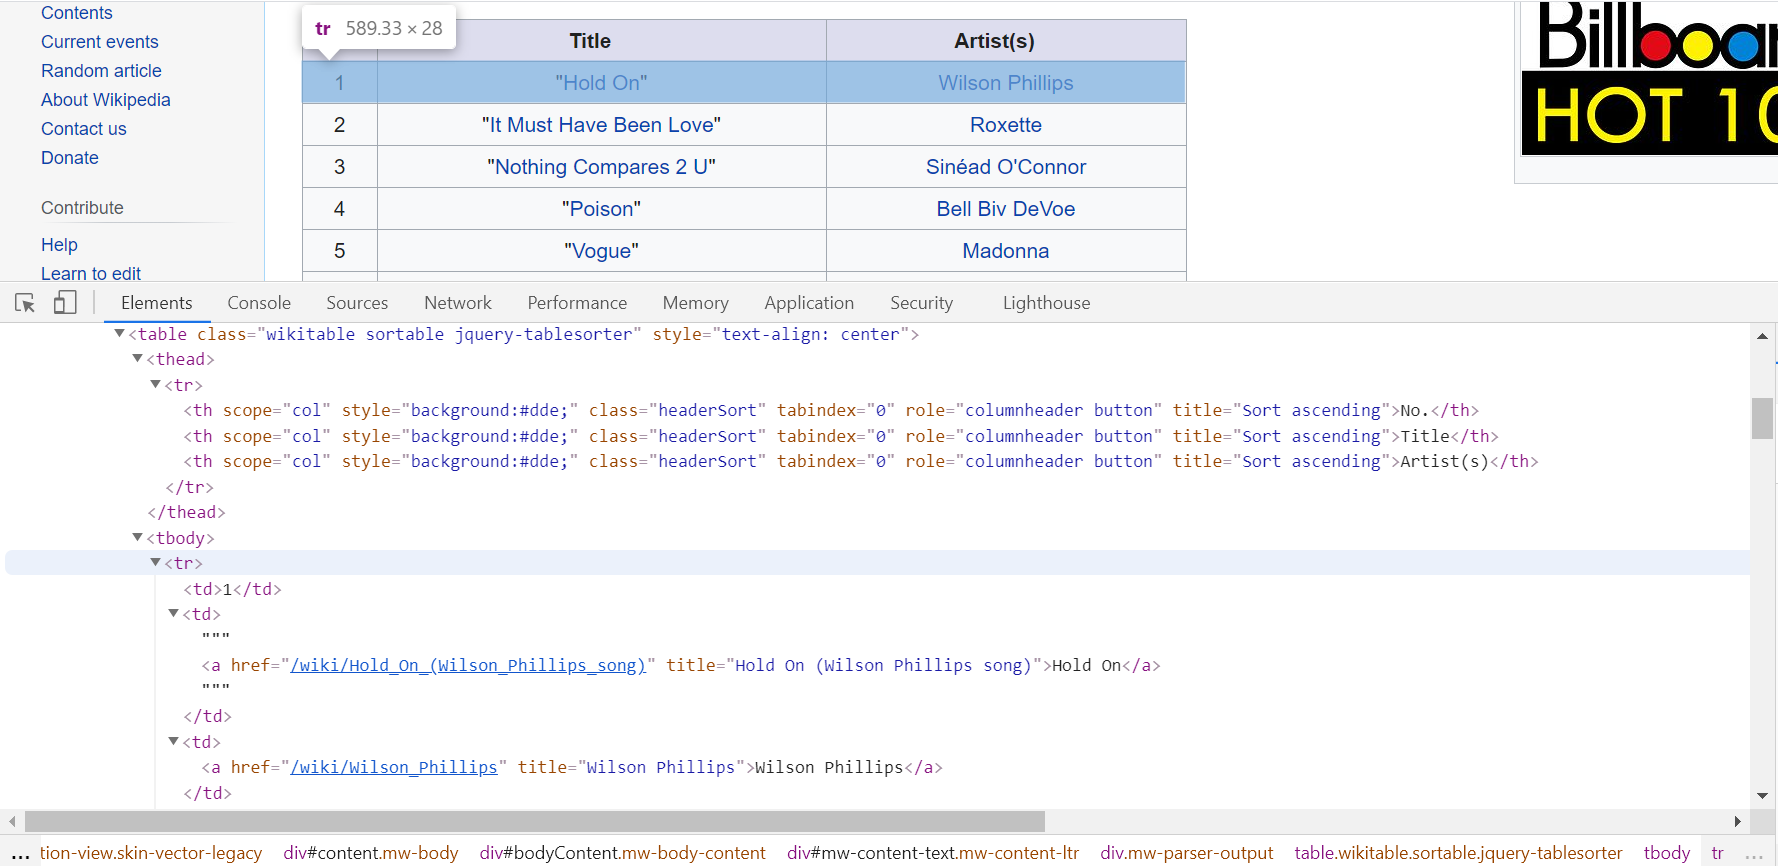 Contents
Current events
Random article
About Wikipedia
Contact us
Donate
Contribute
Help
Learn to edit
tr 589.33 × 28
Title Artist(s)
1 "Hold On" Wilson Phillips
2 "It Must Have Been Love" Roxette
3 "Nothing Compares 2 U" Sinéad O'Connor
4 "Poison" Bell Biv DeVoe
5 "Vogue" Madonna
Billboar
HOT 10
Elements Console Sources Network Performance Memory Application Security Lighthouse
<table class="wikitable sortable jquery-tablesorter" style="text-align: center">
<thead>
<tr>
<th scope="col" style="background:#dde;" class="headerSort" tabindex="0" role="columnheader button" title="Sort ascending">No.</th>
<th scope="col" style="background:#dde;" class="headerSort" tabindex="0" role="columnheader button" title="Sort ascending">Title</th>
<th scope="col" style="background:#dde;" class="headerSort" tabindex="0" role="columnheader button" title="Sort ascending">Artist(s)</th>
</tr>
</thead>
<tbody>
<tr>
<td>1</td>
<td>
"""
<a href="/wiki/Hold_On_(Wilson_Phillips_song)" title="Hold On (Wilson Phillips song)">Hold On</a>
"""
</td>
<td>
<a href="/wiki/Wilson_Phillips" title="Wilson Phillips">Wilson Phillips</a>
</td>
... tion-view.skin-vector-legacy div#content.mw-body div#bodyContent.mw-body-content div#mw-content-text.mw-content-ltr div.mw-parser-output table.wikitable.sortable.jquery-tablesorter tbody tr ...